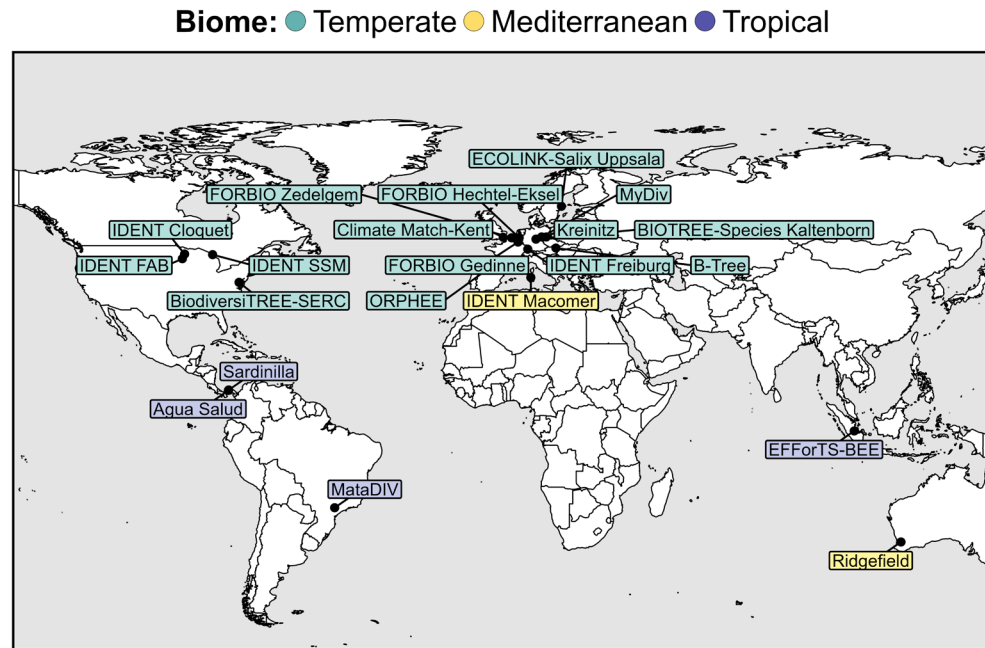 Biome: Temperate Mediterranean Tropical
ECOLINK-Salix Uppsala
FORBIO Zedelgem
FORBIO Hechtel-Eksel
MyDiv
IDENT Cloquet
Climate Match-Kent
Kreinitz
BIOTREE-Species Kaltenborn
IDENT FAB
IDENT SSM
FORBIO Gedinne
IDENT Freiburg
B-Tree
BiodiversiTREE-SERC
ORPHEE
IDENT Macomer
Sardinilla
Agua Salud
EFForTS-BEE
MataDIV
Ridgefield